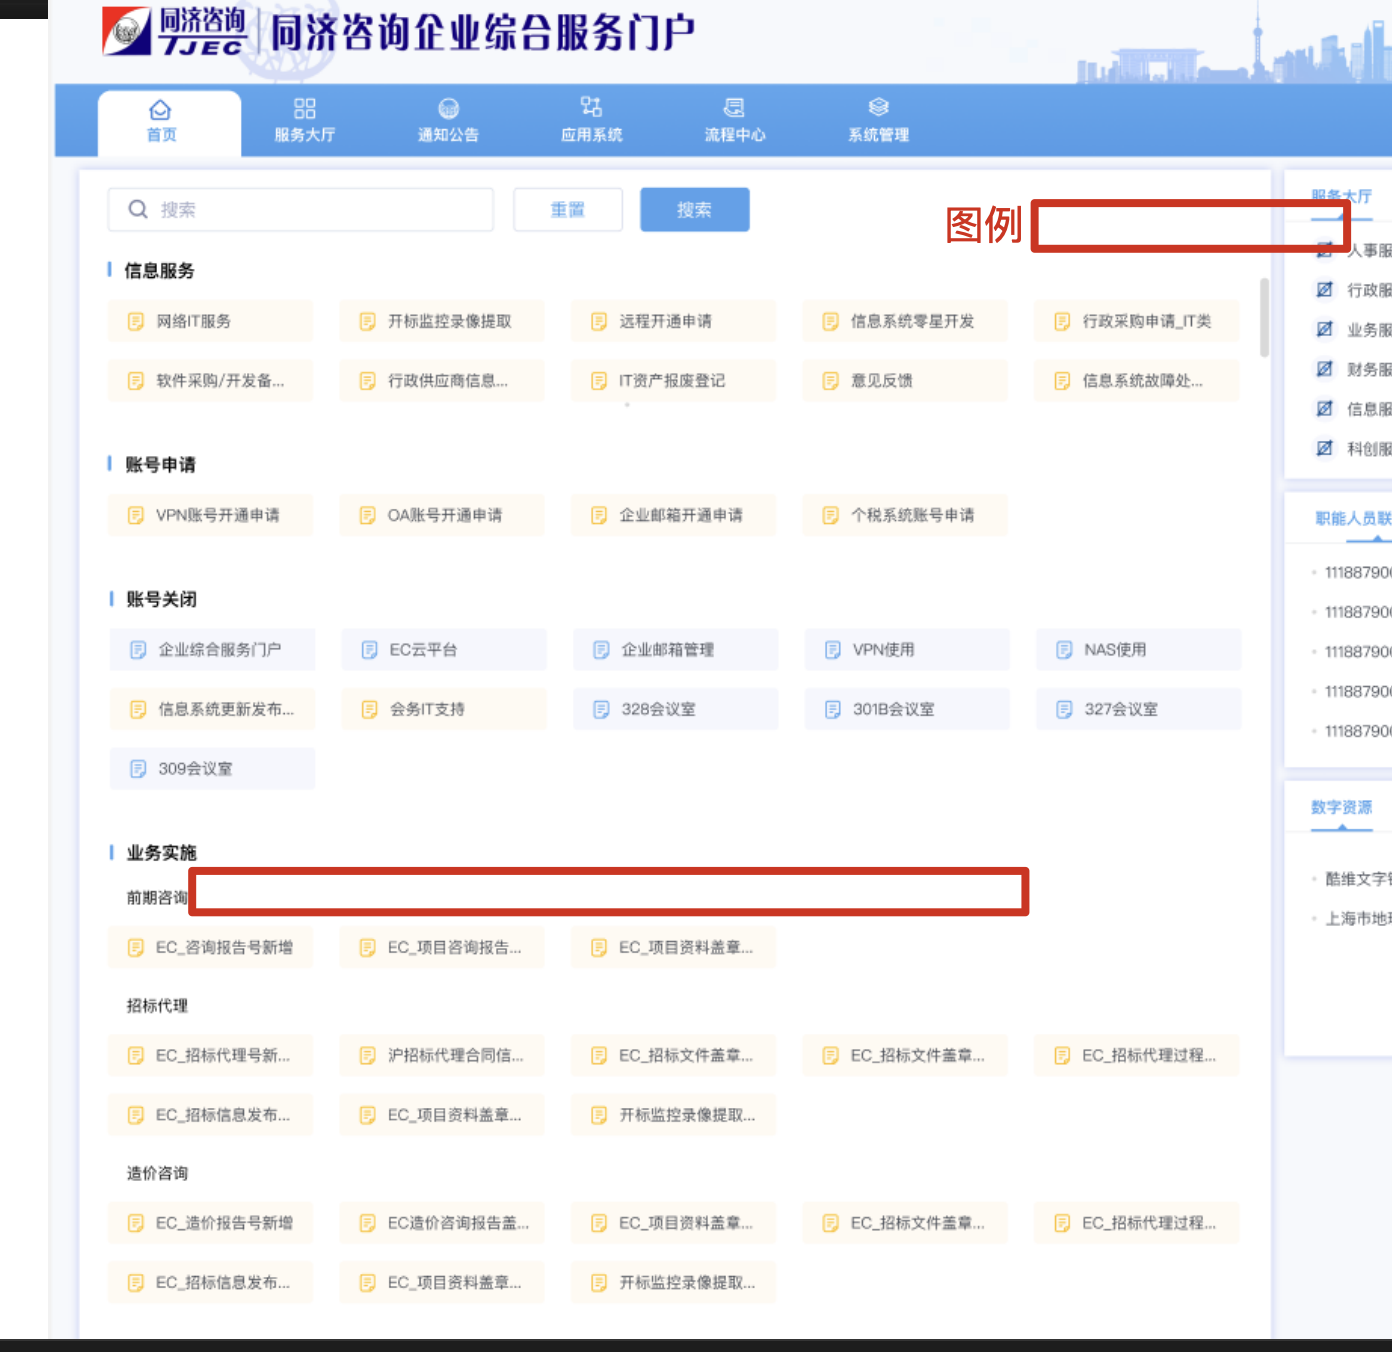 同济咨询
TJEC
同济咨询企业综合服务门户
首页
服务大厅
通知公告
应用系统
流程中心
系统管理
搜索
重置
搜索
图例
信息服务
网络IT服务
开标监控录像提取
远程开通申请
信息系统零星开发
行政采购申请_IT类
软件采购/开发备...
行政供应商信息...
IT资产报废登记
意见反馈
信息系统故障处...
账号申请
VPN账号开通申请
OA账号开通申请
企业邮箱开通申请
个税系统账号申请
账号关闭
企业综合服务门户
EC云平台
企业邮箱管理
VPN使用
NAS使用
信息系统更新发布...
会务IT支持
328会议室
301B会议室
327会议室
309会议室
业务实施
前期咨询
EC_咨询报告号新增
EC_项目咨询报告...
EC_项目资料盖章...
招标代理
EC_招标代理号新...
沪招标代理合同信...
EC_招标文件盖章...
EC_招标文件盖章...
EC_招标代理过程...
EC_招标信息发布...
EC_项目资料盖章...
开标监控录像提取...
造价咨询
EC_造价报告号新增
EC造价咨询报告盖...
EC_项目资料盖章...
EC_招标文件盖章...
EC_招标代理过程...
EC_招标信息发布...
EC_项目资料盖章...
开标监控录像提取...
服务大厅
人事服
行政服
业务服
财务服
信息服
科创服
职能人员联
11188790
11188790
11188790
11188790
11188790
数字资源
酷维文字
上海市地